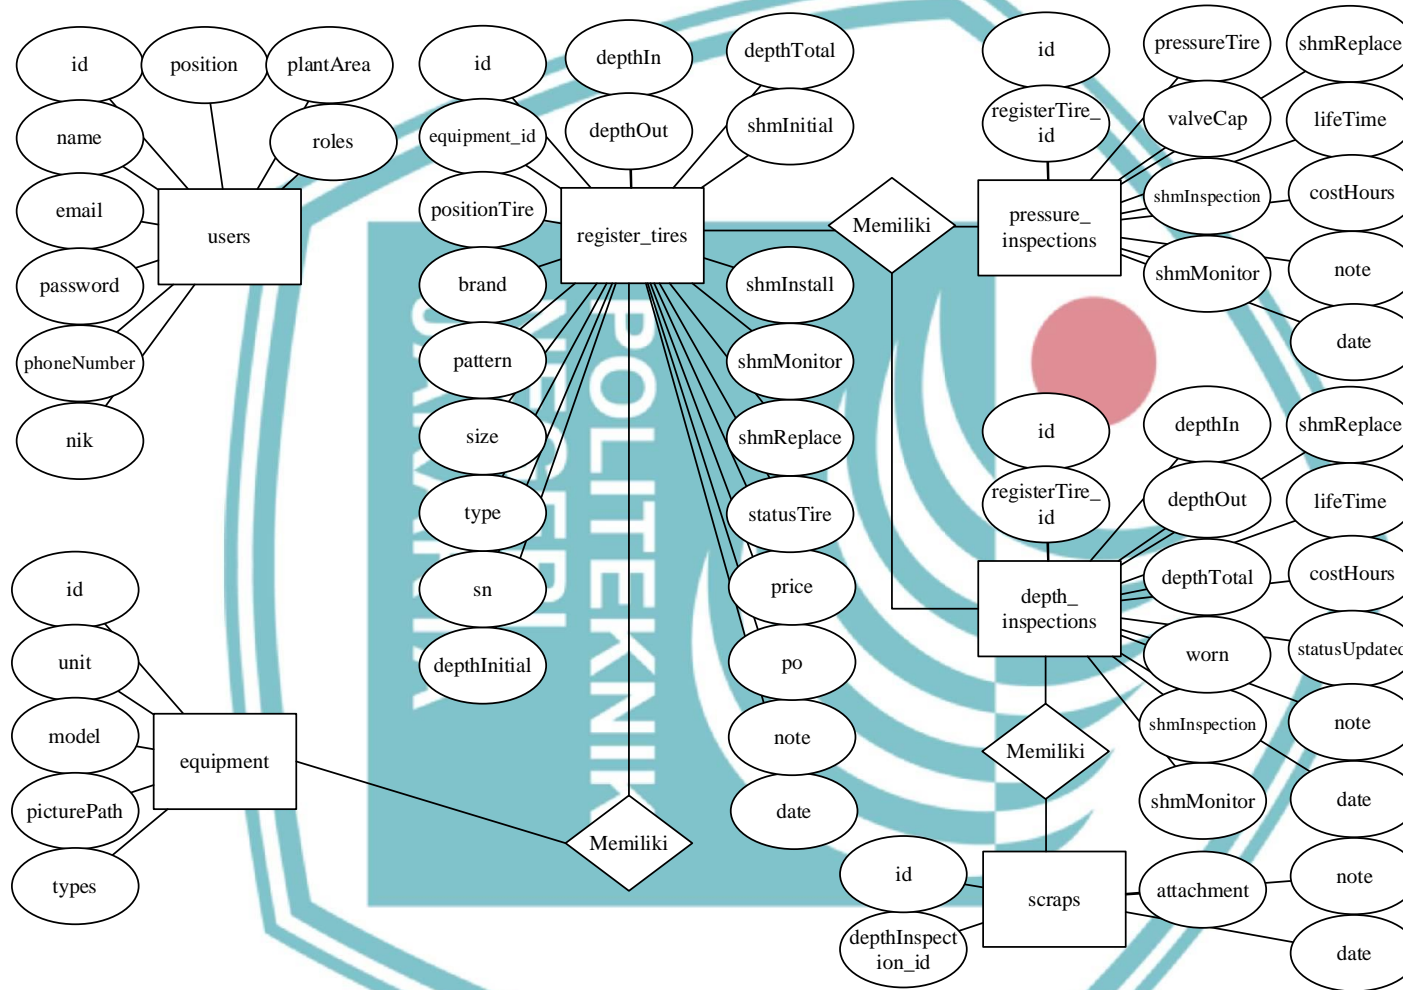 id
position
plantArea
name
roles
email
users
password
phoneNumber
nik
id
depthIn
depthTotal
equipment_id
depthOut
shmInitial
positionTire
register_tires
brand
shmInstall
pattern
shmMonitor
size
shmReplace
type
statusTire
sn
price
depthInitial
po
note
date
Memiliki
id
pressureTire
shmReplace
registerTire_
id
valveCap
lifeTime
pressure_
inspections
shmInspection
costHours
shmMonitor
note
date
id
depthIn
shmReplace
registerTire_
id
depthOut
lifeTime
depth_
inspections
depthTotal
costHours
worn
statusUpdated
shmInspection
note
shmMonitor
date
Memiliki
id
unit
model
equipment
picturePath
types
Memiliki
id
scraps
attachment
note
depthInspect
ion_id
date
POLITEKNIK
NEGERI
JAKARTA